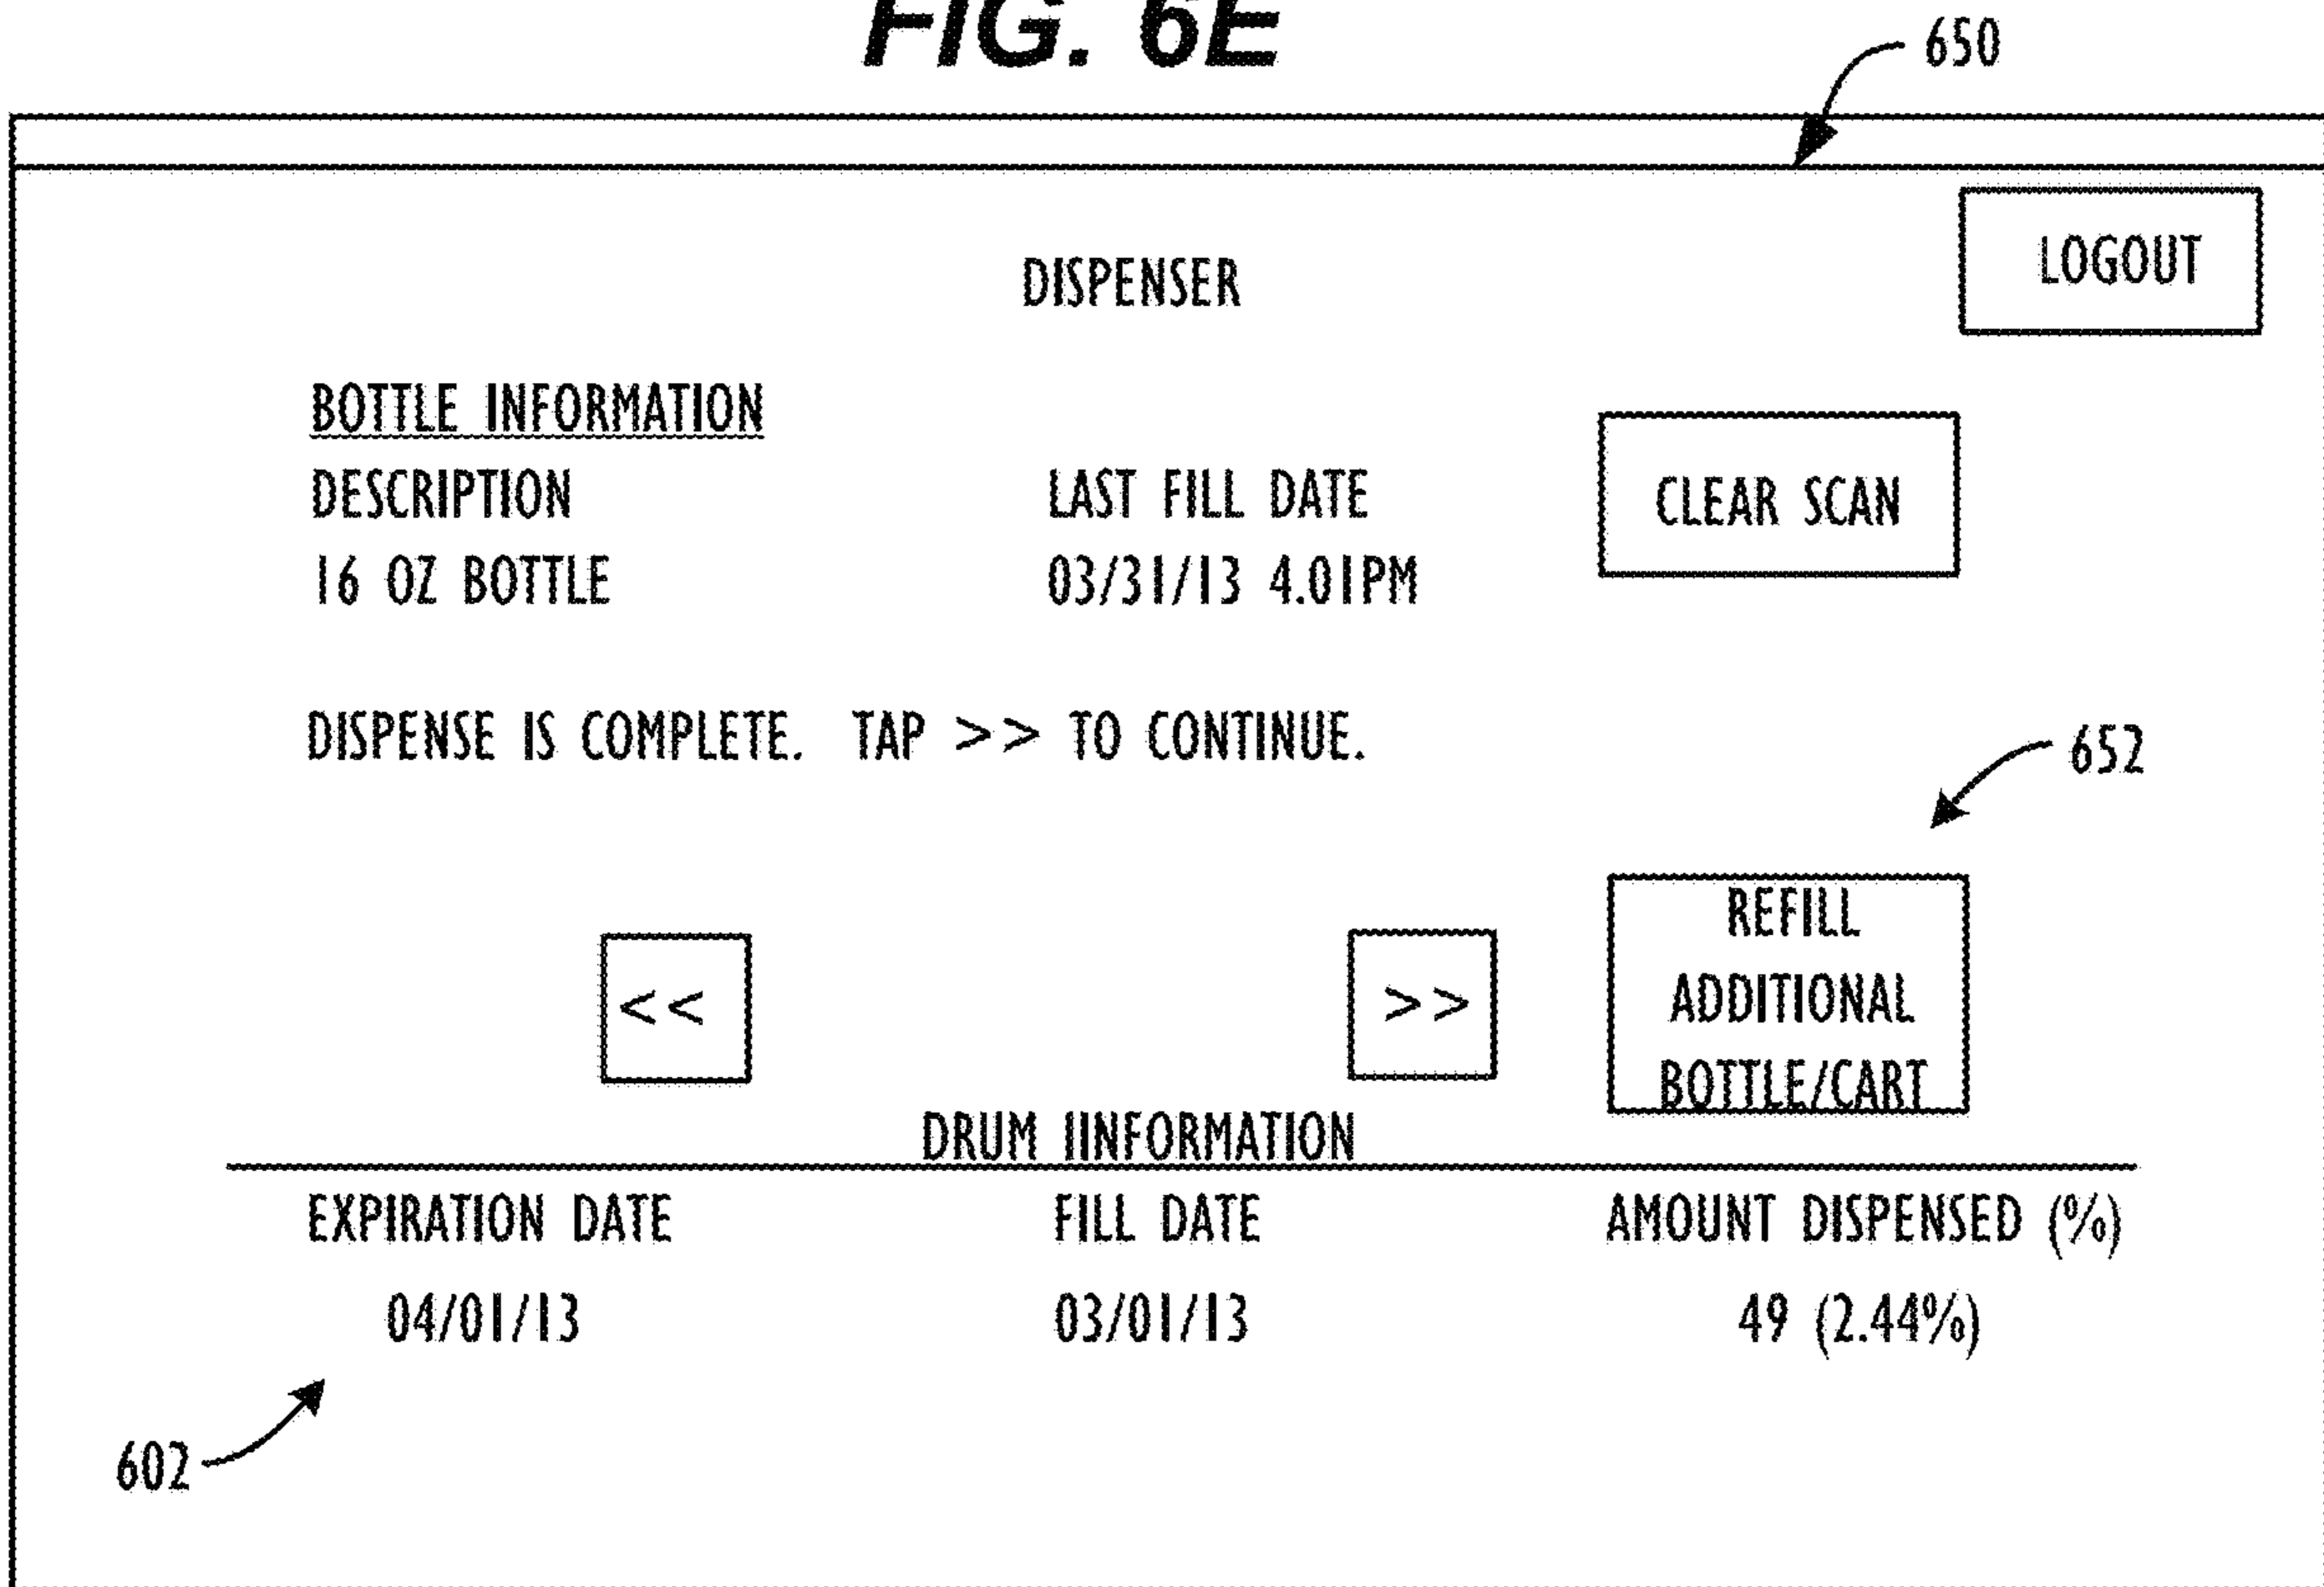 FIG. 6E
650
LOGOUT
DISPENSER
BOTTLE INFORMATION
DESCRIPTION LAST FILL DATE CLEAR SCAN
16 OZ BOTTLE 03/31/13 4.01PM
DISPENSE IS COMPLETE. TAP >> TO CONTINUE.
652
<< >>
REFILL
ADDITIONAL
BOTTLE/CART
DRUM IINFORMATION
EXPIRATION DATE FILL DATE AMOUNT DISPENSED (%)
04/01/13 03/01/13 49 (2.44%)
602